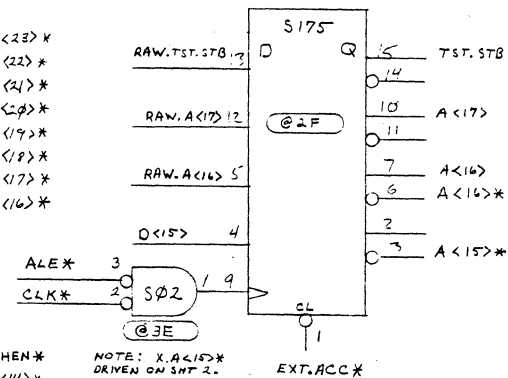 <23>*
<22>*
<21>*
<20>*
<19>*
<18>*
<17>*
<16>*
S175
D Q
RAW.TST.STB 13
15 TST.STB
14
RAW.A<17> 12
10 A<17>
@2F
11
RAW.A<16> 5
7 A<16>
6 A<16>*
D<15> 4
2
3 A<15>*
ALE* 3
CLK* 2
S02
1 9
@3E
CL
1
EXT.ACC*
HEN*
NOTE: X.A<15>*
DRIVEN ON SHT 2.